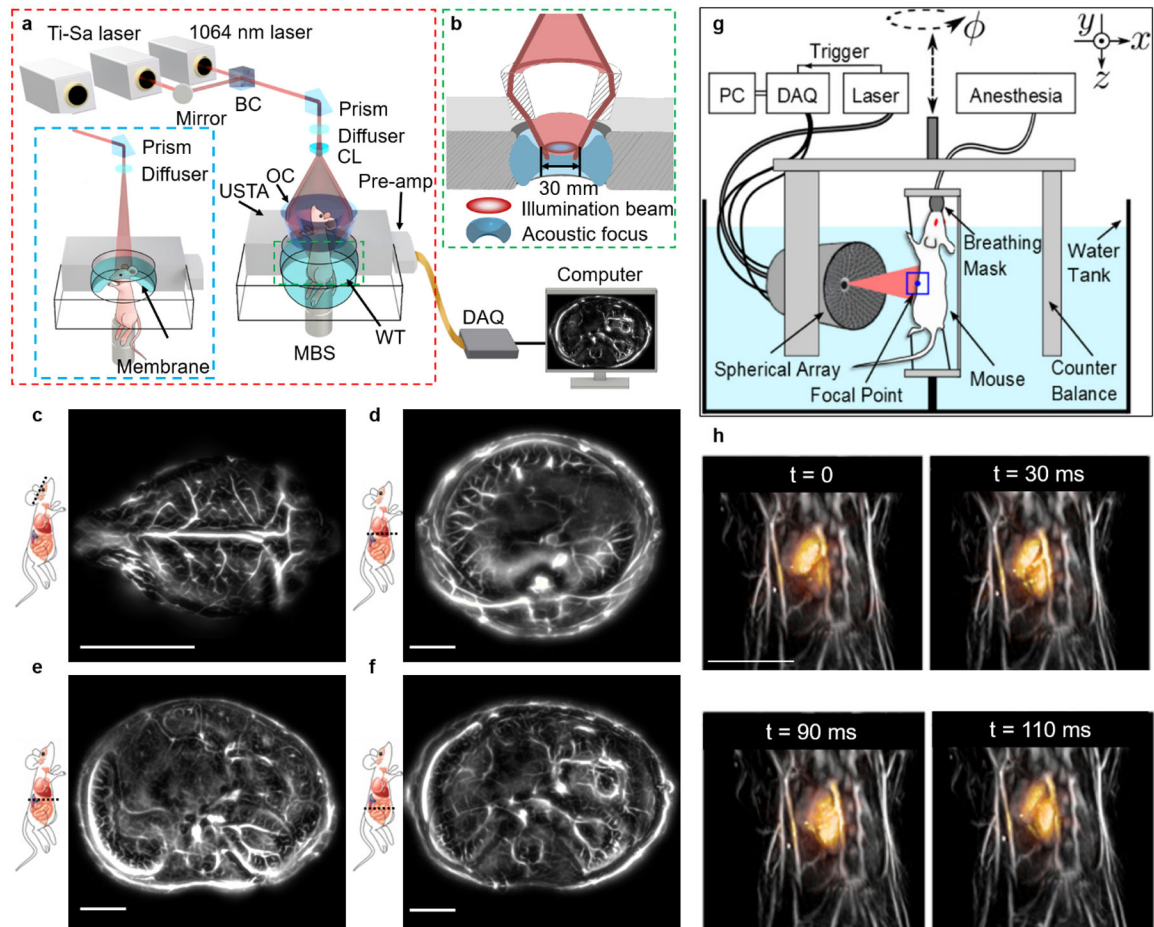 a
Ti-Sa laser
1064 nm laser
BC
Mirror
Prism
Diffuser
CL
Prism
Diffuser
USTA
OC
Pre-amp
Membrane
MBS
WT
DAQ
Computer
b
30 mm
Illumination beam
Acoustic focus
g
ϕ
y
x
z
Trigger
PC
DAQ
Laser
Anesthesia
Breathing
Mask
Water
Tank
Spherical Array
Focal Point
Mouse
Counter
Balance
c
d
e
f
h
t = 0
t = 30 ms
t = 90 ms
t = 110 ms